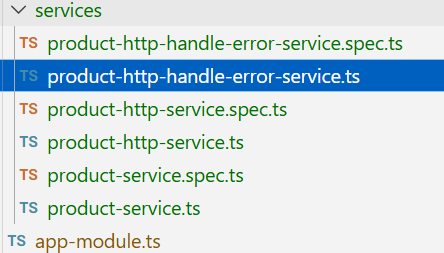 services
TS product-http-handle-error-service.spec.ts
TS product-http-handle-error-service.ts
TS product-http-service.spec.ts
TS product-http-service.ts
TS product-service.spec.ts
TS product-service.ts
TS app-module.ts